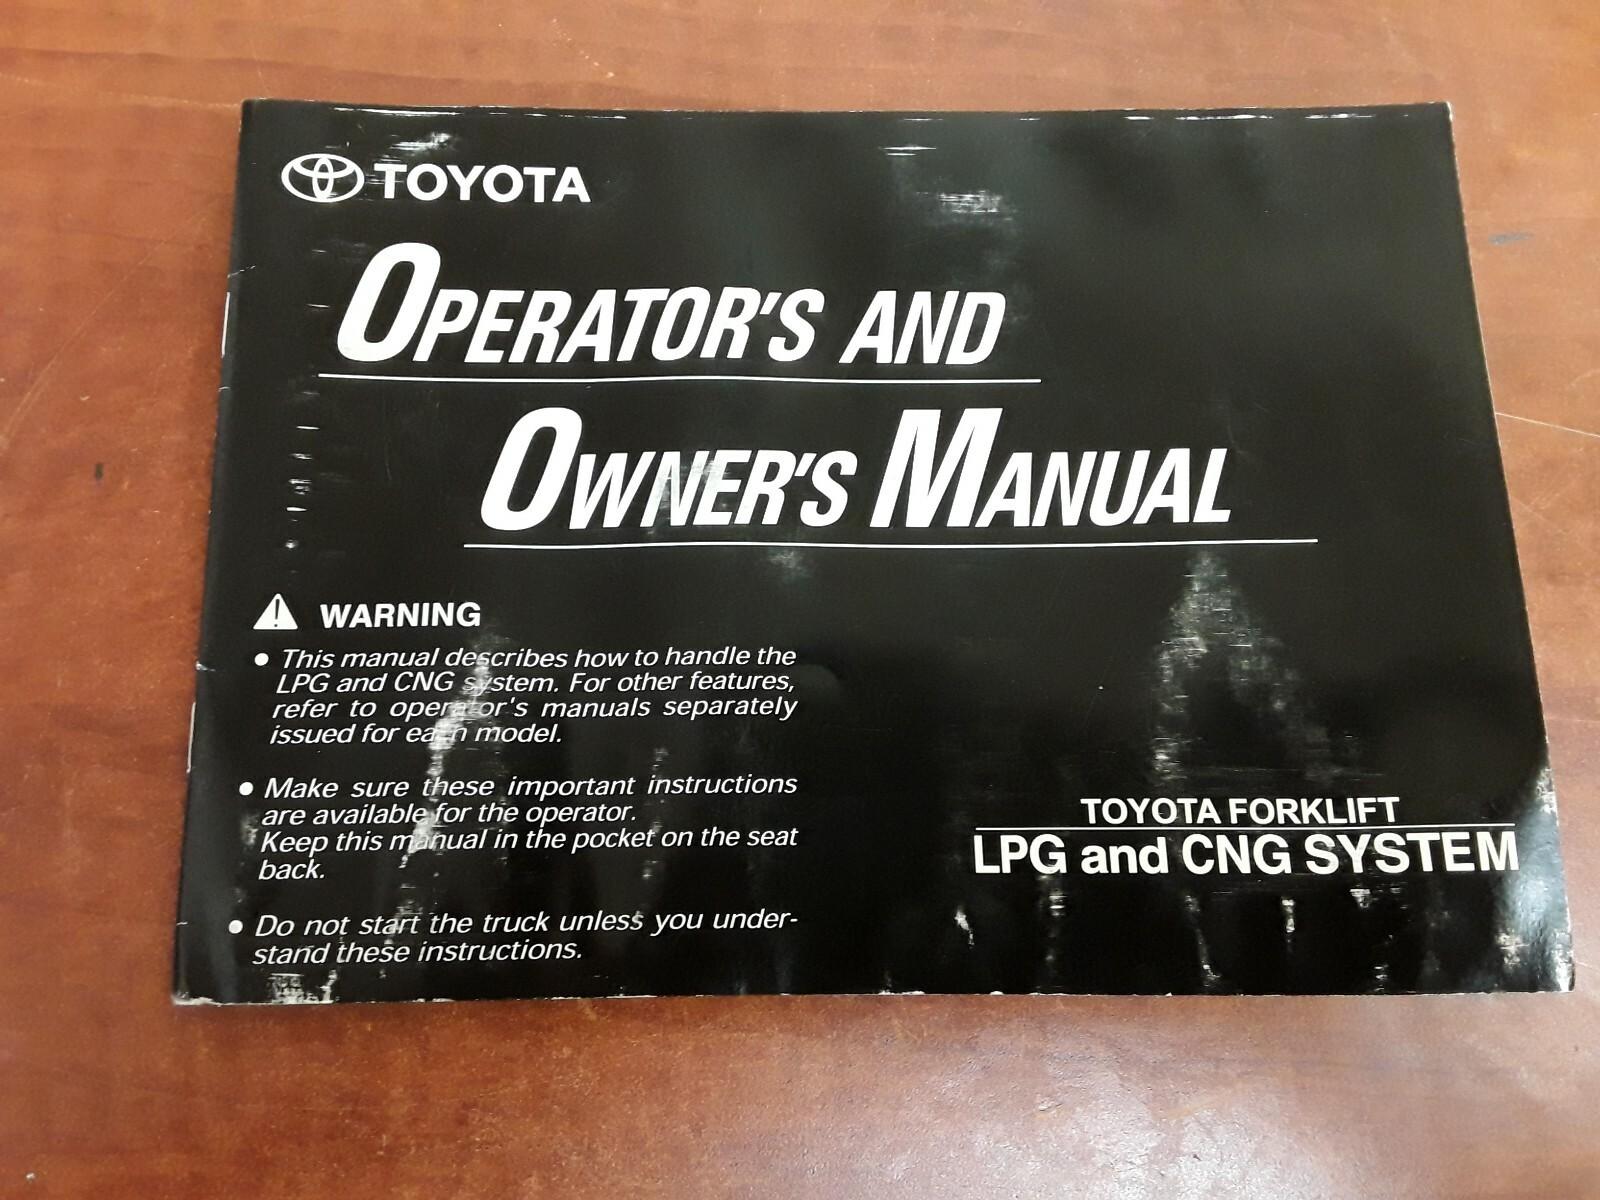 TOYOTA
OPERATOR'S AND
OWNER'S MANUAL
WARNING
● This manual describes how to handle the
LPG and CNG system. For other features,
refer to operator's manuals separately
issued for each model.
● Make sure these important instructions
are available for the operator.
Keep this manual in the pocket on the seat
back.
● Do not start the truck unless you under-
stand these instructions.
TOYOTA FORKLIFT
LPG and CNG SYSTEM